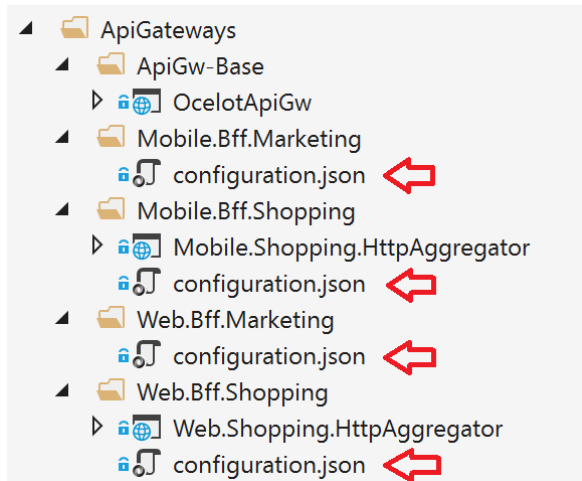 ApiGateways
ApiGw-Base
OcelotApiGw
Mobile.Bff.Marketing
configuration.json
Mobile.Bff.Shopping
Mobile.Shopping.HttpAggregator
configuration.json
Web.Bff.Marketing
configuration.json
Web.Bff.Shopping
Web.Shopping.HttpAggregator
configuration.json